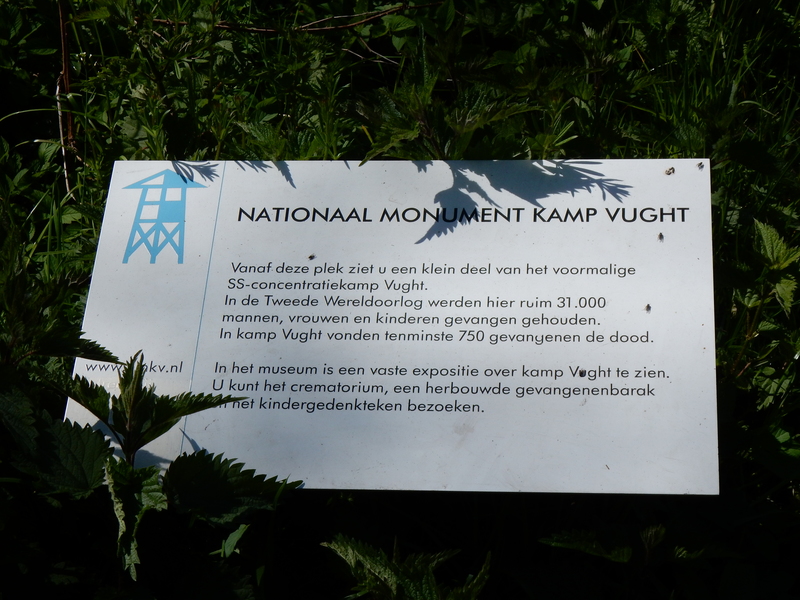 NATIONAAL MONUMENT KAMP VUGHT
Vanaf deze plek ziet u een klein deel van het voormalige
SS-concentratiekamp Vught.
In de Tweede Wereldoorlog werden hier ruim 31.000
mannen, vrouwen en kinderen gevangen gehouden.
In kamp Vught vonden tenminste 750 gevangenen de dood.
In het museum is een vaste expositie over kamp Vught te zien.
U kunt het crematorium, een herbouwde gevangenenbarak
het kindergedenkteken bezoeken.